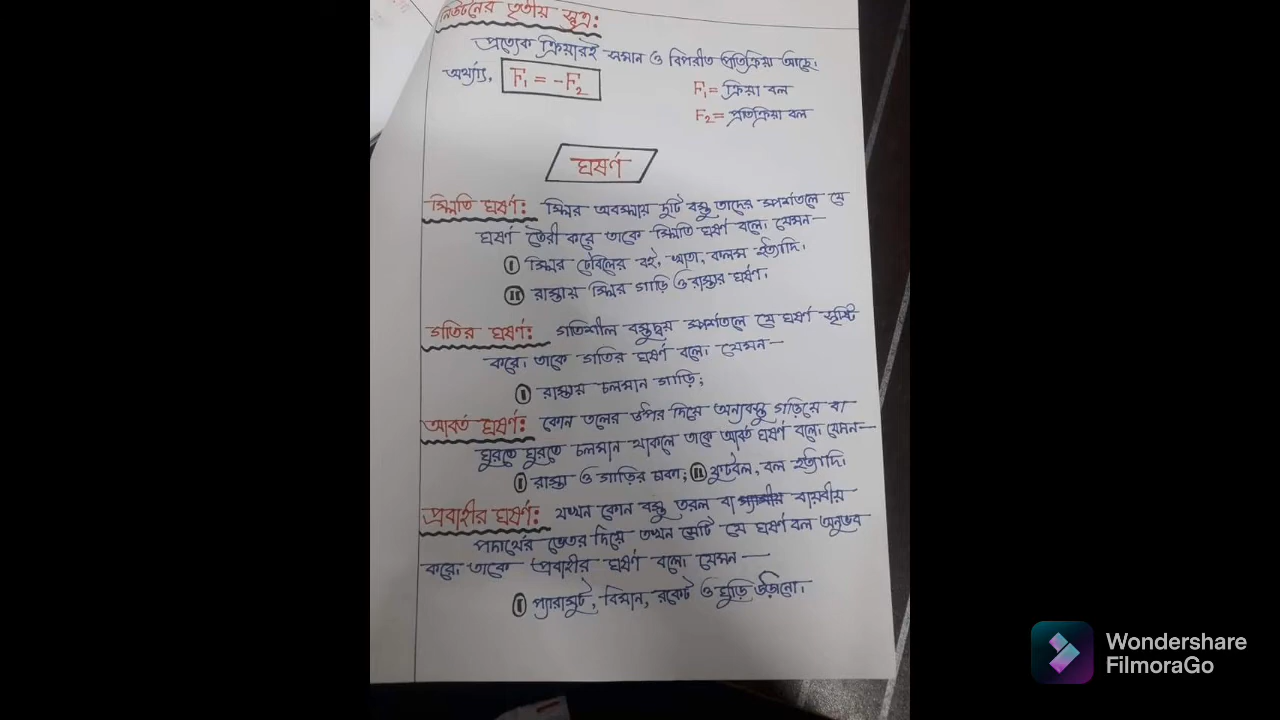 নিউটনের তৃতীয় সূত্র:
প্রত্যেক ক্রিয়ারই সমান ও বিপরীত প্রতিক্রিয়া আছে।
অর্থ্যাৎ, F₁ = -F₂
F₁ = ক্রিয়া বল
F₂ = প্রতিক্রিয়া বল
ঘর্ষণ
স্থিতি ঘর্ষণ: স্থির অবস্থায় দুটি বস্তু তাদের স্পর্শতলে যে
ঘর্ষণ তৈরী করে তাকে স্থিতি ঘর্ষণ বলে। যেমন—
I স্থির টেবিলের বই, খাতা, কলম ইত্যাদি।
II রাস্তায় স্থির গাড়ি ও রাস্তার ঘর্ষণ।
গতির ঘর্ষণ: গতিশীল বস্তুদ্বয় স্পর্শতলে যে ঘর্ষণ সৃষ্টি
করে। তাকে গতির ঘর্ষণ বলে। যেমন—
I রাস্তায় চলমান গাড়ি;
আবর্ত ঘর্ষণ: কোন তলের উপর দিয়ে অন্যবস্তু গড়িয়ে বা
ঘুরতে ঘুরতে চলমান থাকলে তাকে আবর্ত ঘর্ষণ বলে। যেমন—
I রাস্তা ও গাড়ির চাকা; II ফুটবল, বল ইত্যাদি।
প্রবাহীর ঘর্ষণ: যখন কোন বস্তু তরল বা বায়বীয়
পদার্থের ভেতর দিয়ে তখন সেটি যে ঘর্ষণ বল অনুভব
করে। তাকে প্রবাহীর ঘর্ষণ বলে। যেমন—
I প্যারাসুট, বিমান, রকেট ও ঘুড়ি উড়ানো।
Wondershare
FilmoraGo